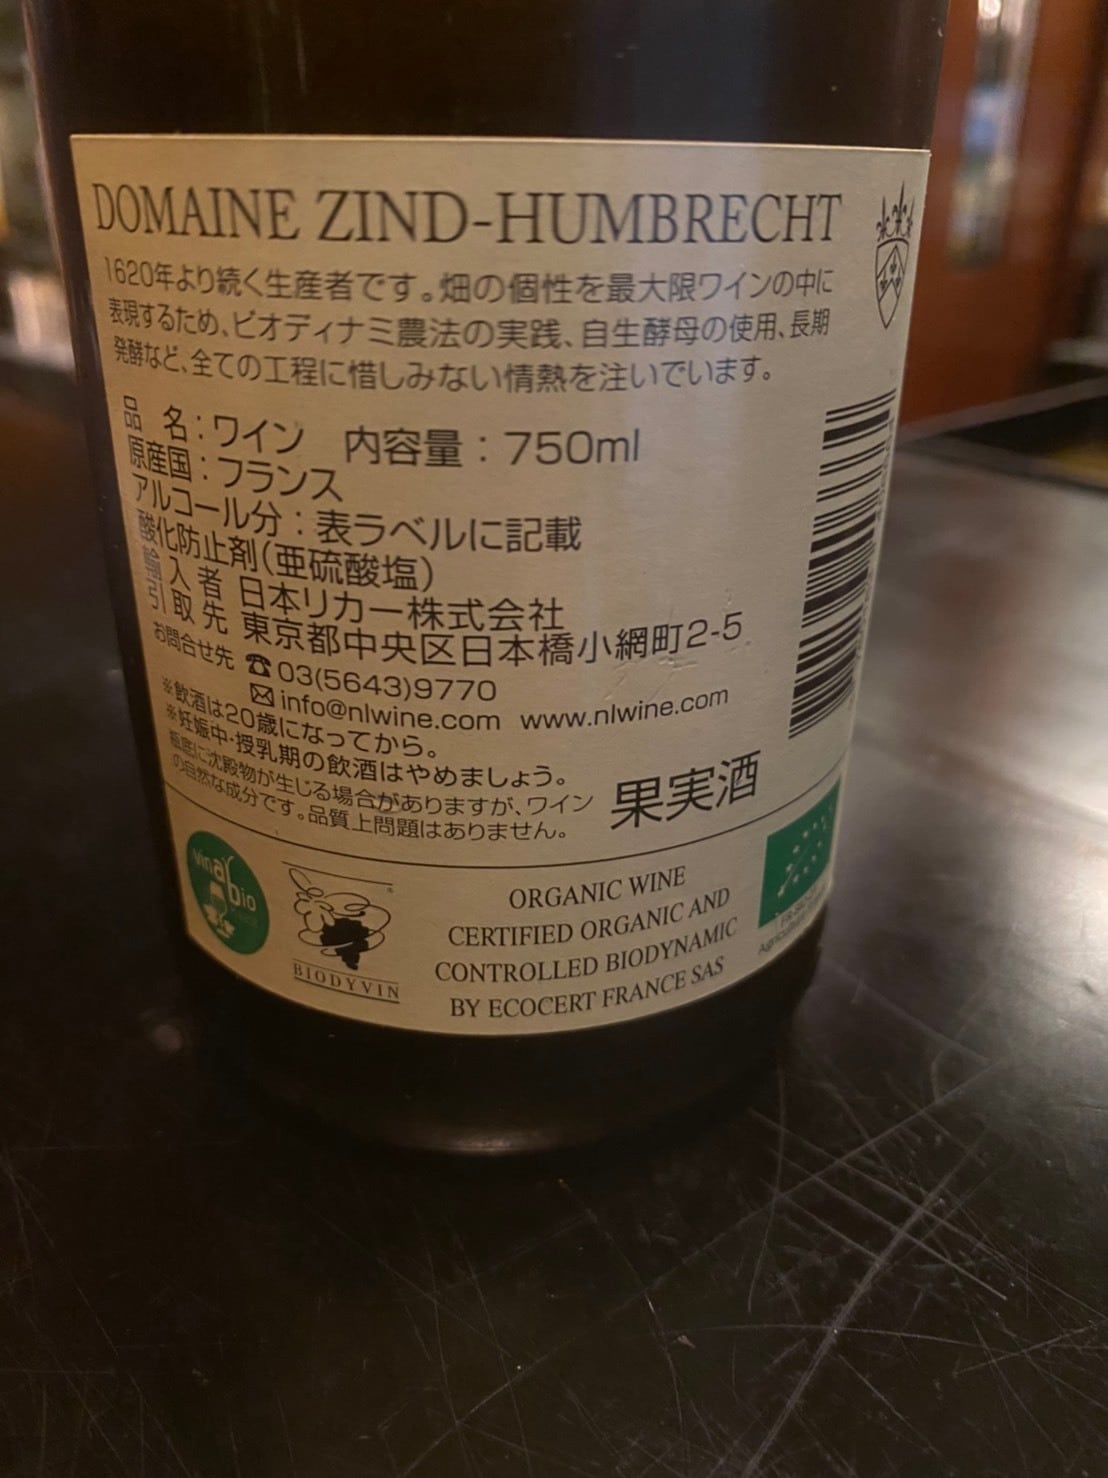 DOMAINE ZIND-HUMBRECHT
1620年より続く生産者です。畑の個性を最大限ワインの中に
表現するため、ビオディナミ農法の実践、自生酵母の使用、長期
発酵など、全ての工程に惜しみない情熱を注いでいます。
品 名:ワイン 内容量:750ml
原産国:フランス
アルコール分:表ラベルに記載
酸化防止剤(亜硫酸塩)
輸入者 日本リカー株式会社
引取先 東京都中央区日本橋小網町2-5
お問合せ先 ☎03(5643)9770
✉info@nlwine.com www.nlwine.com
※飲酒は20歳になってから。
※妊娠中・授乳期の飲酒はやめましょう。
瓶底に沈殿物が生じる場合がありますが、ワイン
の自然な成分です。品質上問題はありません。
果実酒
vinaybio
BIODYVIN
ORGANIC WINE
CERTIFIED ORGANIC AND
CONTROLLED BIODYNAMIC
BY ECOCERT FRANCE SAS